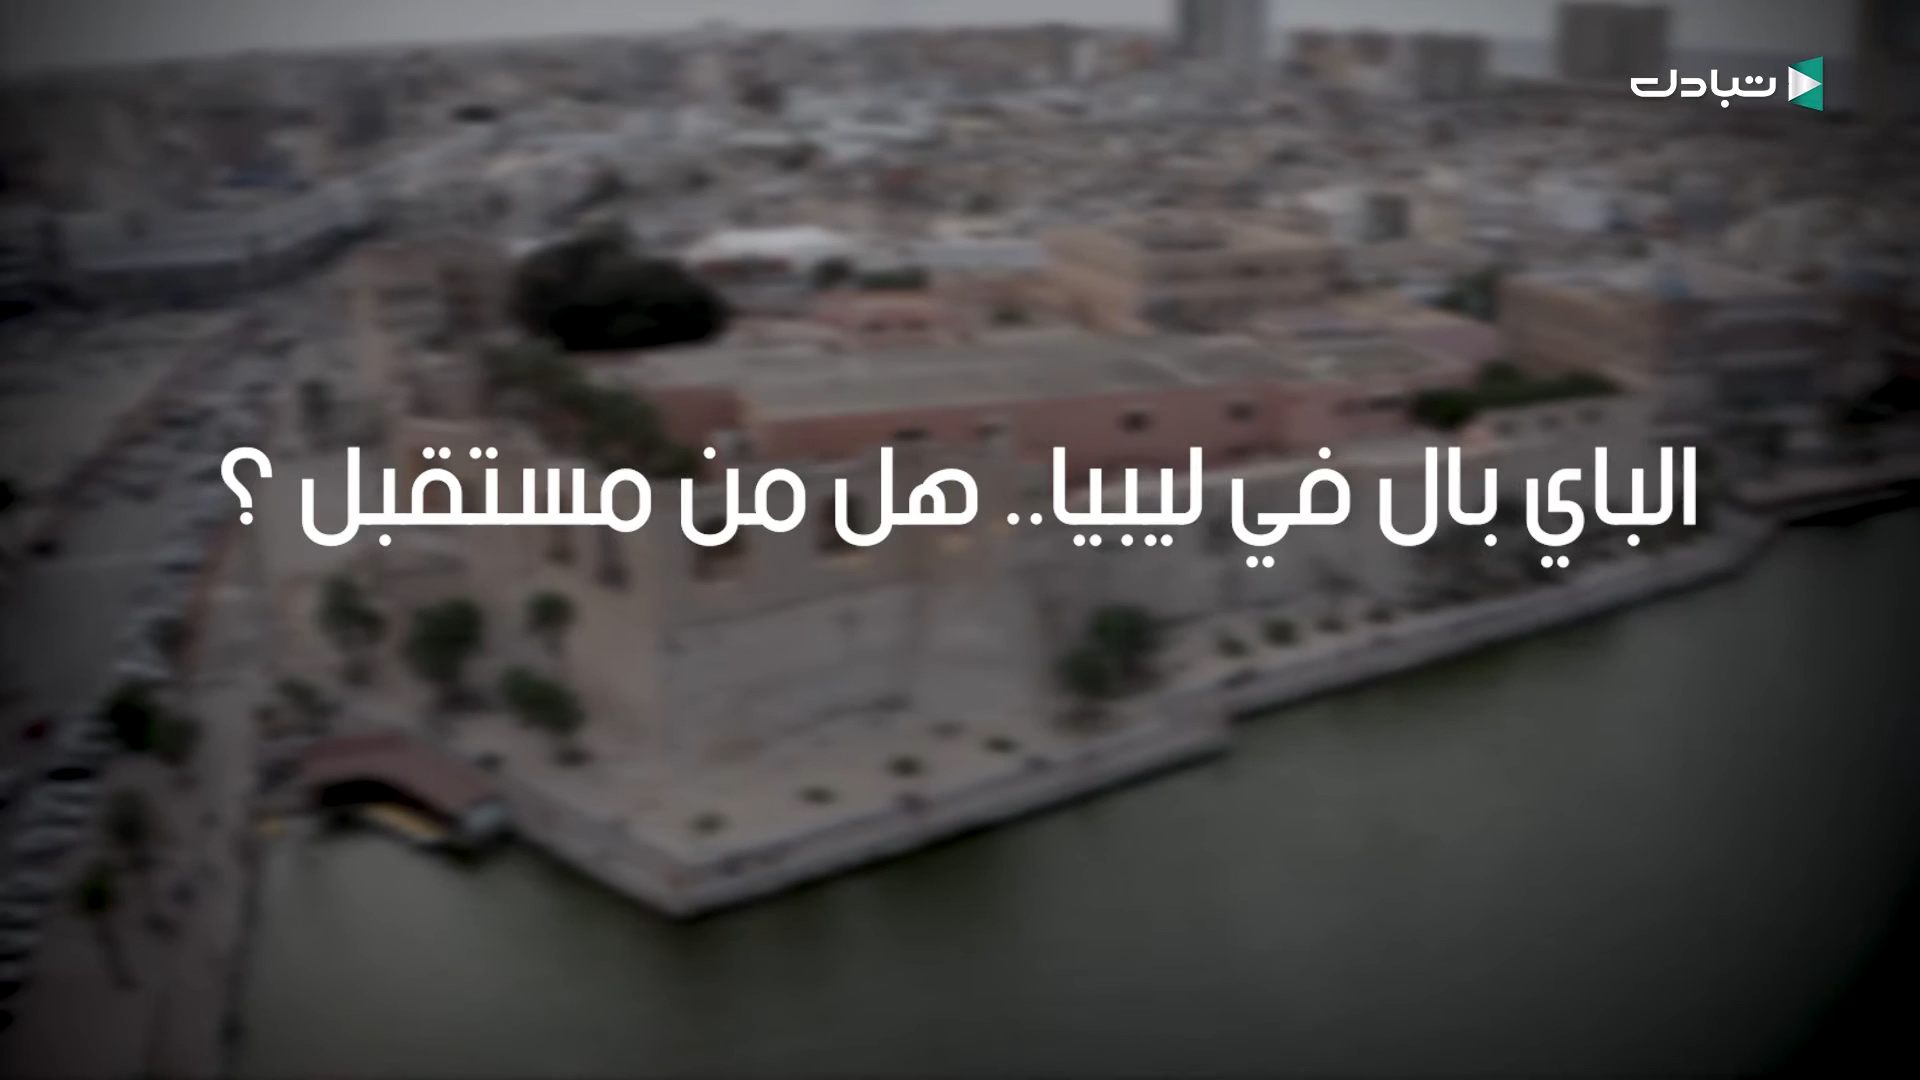 تبادل
الباي بال في ليبيا.. هل من مستقبل ؟